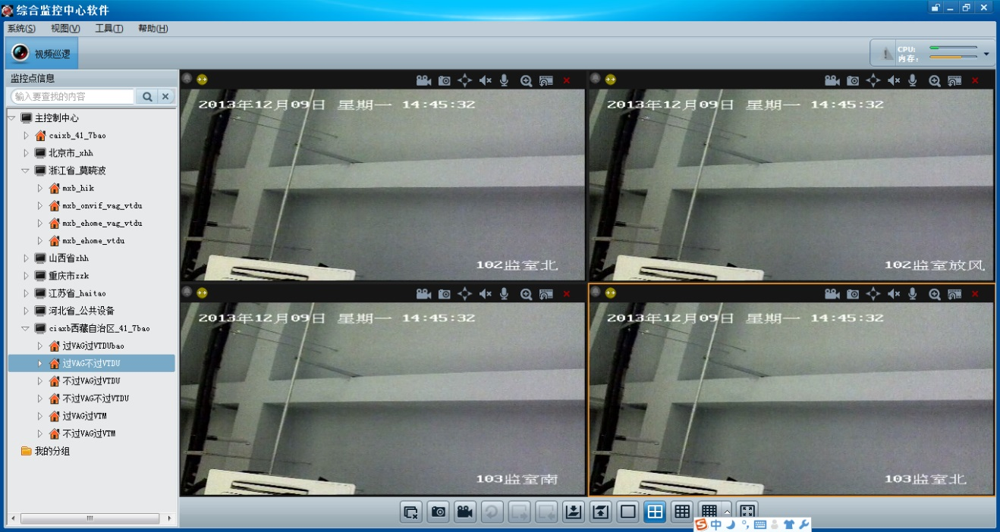 综合监控中心软件
系统(S) 视图(V) 工具(T) 帮助(H)
视频巡逻
CPU:
内存:
监控点信息
输入要查找的内容
主控制中心
caixb_41_7bao
北京市_xhh
浙江省_莫晓波
mxb_hik
mxb_onvif_vag_vtdu
mxb_ehome_vag_vtdu
mxb_ehome_vtdu
山西省zhh
重庆市zzk
江苏省_haitao
河北省_公共设备
ciaxb西藏自治区_41_7bao
过VAG过VTDUbao
过VAG不过VTDU
不过VAG过VTDU
不过VAG不过VTDU
过VAG过VTM
不过VAG过VTM
我的分组
2013年12月09日 星期一 14:45:32
102监室北
2013年12月09日 星期一 14:45:32
102监室放风
2013年12月09日 星期一 14:45:32
103监室南
2013年12月09日 星期一 14:45:32
103监室北
中